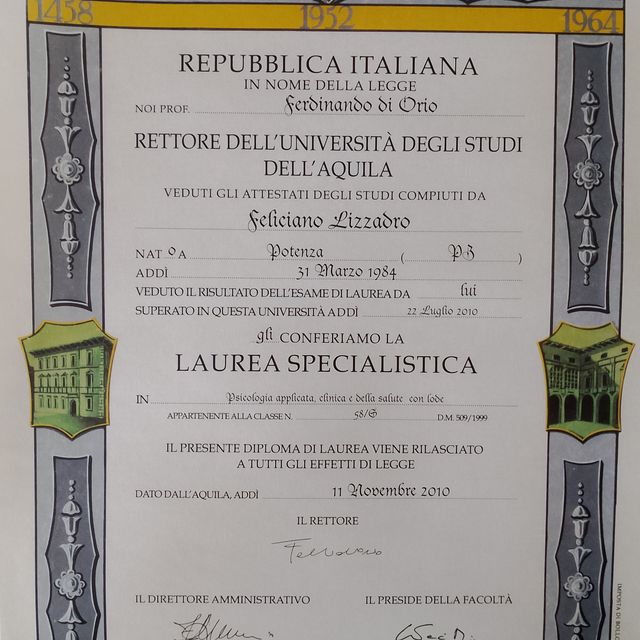 1458 1952 1964
REPUBBLICA ITALIANA
IN NOME DELLA LEGGE
NOI PROF. Ferdinando di Orio
RETTORE DELL'UNIVERSITÀ DEGLI STUDI
DELL'AQUILA
VEDUTI GLI ATTESTATI DEGLI STUDI COMPIUTI DA
Feliciano Lizzadro
NAT o A Potenza ( PZ )
ADDÌ 31 Marzo 1984
VEDUTO IL RISULTATO DELL'ESAME DI LAUREA DA lui
SUPERATO IN QUESTA UNIVERSITÀ ADDÌ 22 Luglio 2010
gli CONFERIAMO LA
LAUREA SPECIALISTICA
IN Psicologia applicata, clinica e della salute con lode
APPARTENENTE ALLA CLASSE N. 58/S D.M. 509/1999
IL PRESENTE DIPLOMA DI LAUREA VIENE RILASCIATO
A TUTTI GLI EFFETTI DI LEGGE
DATO DALL'AQUILA, ADDÌ 11 Novembre 2010
IL RETTORE
IL DIRETTORE AMMINISTRATIVO IL PRESIDE DELLA FACOLTÀ
IMPOSTA DI BOLLO